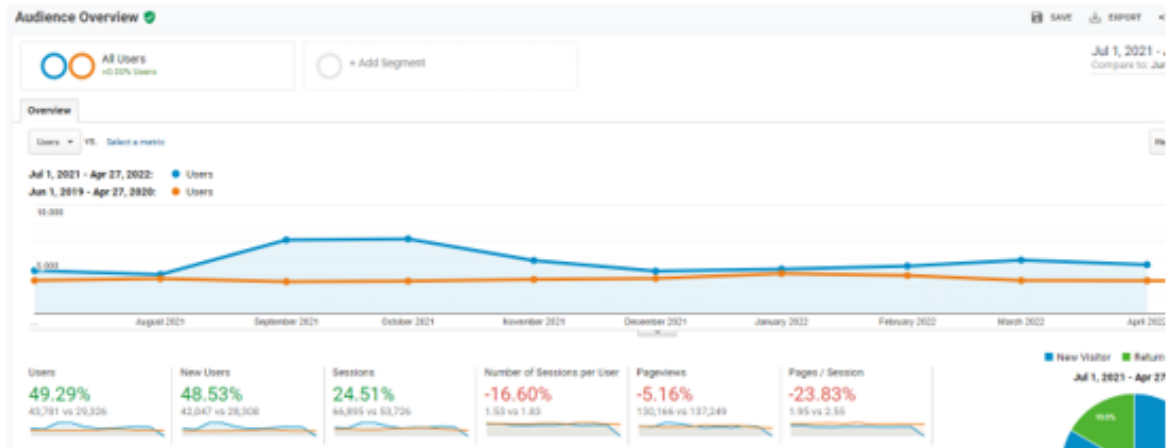 Audience Overview
SAVE EXPORT
All Users
+0.00% Users
+ Add Segment
Jul 1, 2021 -
Compare to: Jun
Overview
Users VS. Select a metric
Jul 1, 2021 - Apr 27, 2022: Users
Jun 1, 2019 - Apr 27, 2020: Users
10,000
5,000
...
August 2021 September 2021 October 2021 November 2021 December 2021 January 2022 February 2022 March 2022 April 2022
New Visitor Return
Jul 1, 2021 - Apr 27
Users New Users Sessions Number of Sessions per User Pageviews Pages / Session
49.29% 48.53% 24.51% -16.60% -5.16% -23.83%
43,781 vs 29,326 42,047 vs 28,308 66,895 vs 53,726 1.53 vs 1.83 130,166 vs 137,249 1.95 vs 2.55